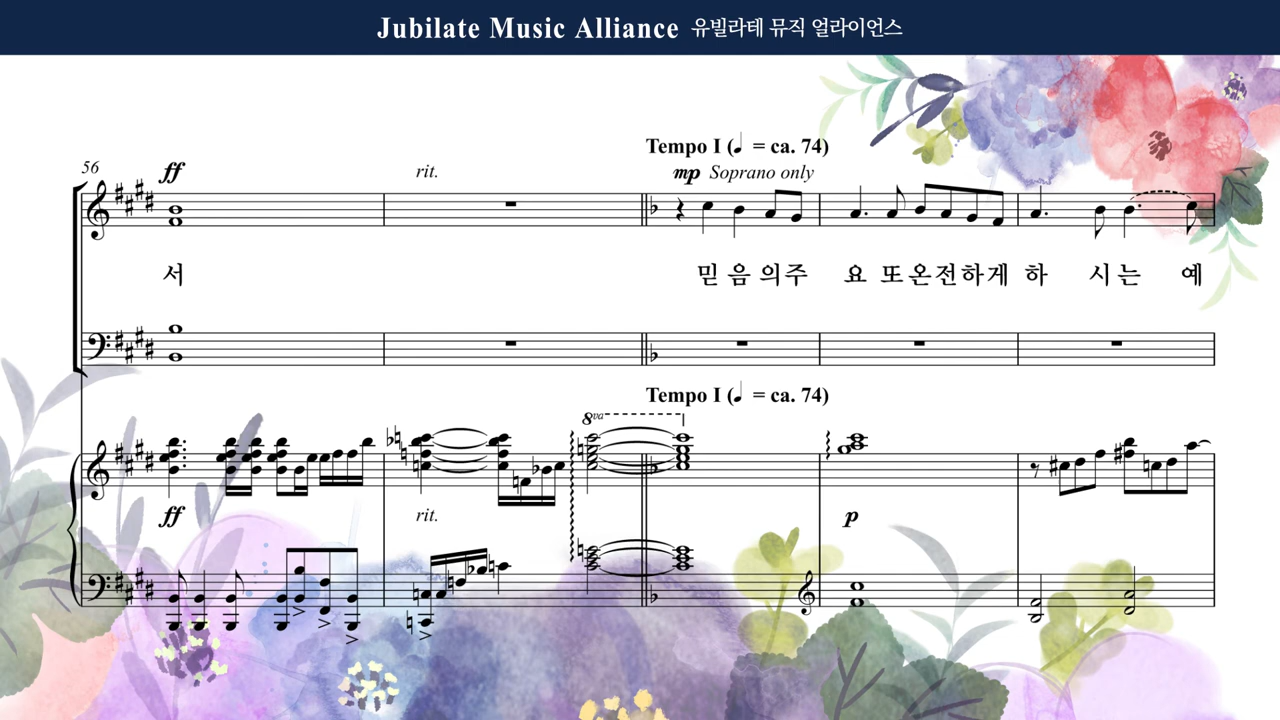 Jubilate Music Alliance 유빌라테 뮤직 얼라이언스
Tempo I (♩ = ca. 74)
56 ff rit. mp Soprano only
서 믿 음 의 주 요 또 온 전 하 게 하 시 는 예
Tempo I (♩ = ca. 74)
8va
ff rit. p